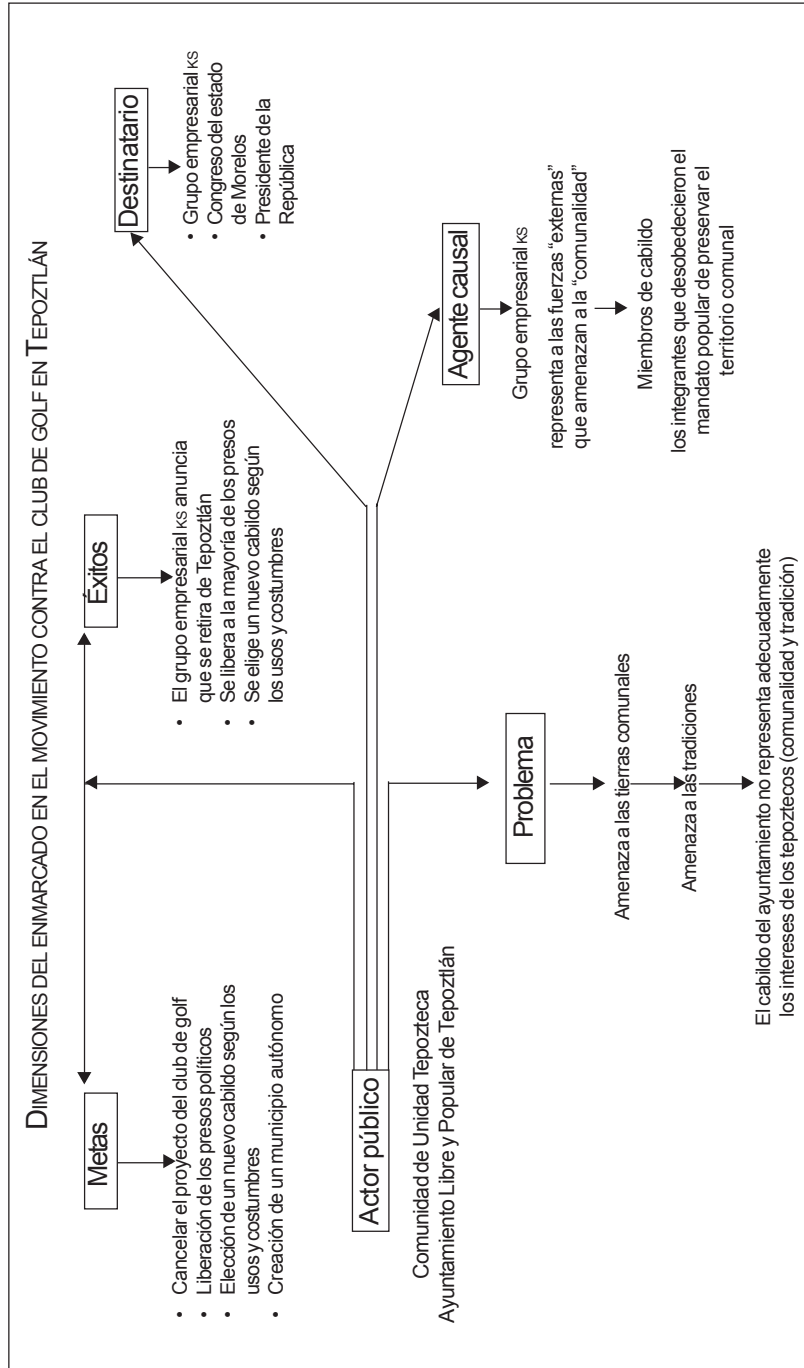 DIMENSIONES DEL ENMARCADO EN EL MOVIMIENTO CONTRA EL CLUB DE GOLF EN TEPOZTLÁN
Metas
• Cancelar el proyecto del club de golf
• Liberación de los presos políticos
• Elección de un nuevo cabildo según los
usos y costumbres
• Creación de un municipio autónomo
Éxitos
• El grupo empresarial KS anuncia
que se retira de Tepoztlán
• Se libera a la mayoría de los presos
• Se elige un nuevo cabildo según
los usos y costumbres
Destinatario
• Grupo empresarial KS
• Congreso del estado
de Morelos
• Presidente de la
República
Actor público
Comunidad de Unidad Tepozteca
Ayuntamiento Libre y Popular de Tepoztlán
Problema
Amenaza a las tierras comunales
Amenaza a las tradiciones
El cabildo del ayuntamiento no representa adecuadamente
los intereses de los tepoztecos (comunalidad y tradición)
Agente causal
Grupo empresarial KS
representa a las fuerzas “externas”
que amenazan a la “comunalidad”
Miembros de cabildo
los integrantes que desobedecieron el
mandato popular de preservar el
territorio comunal